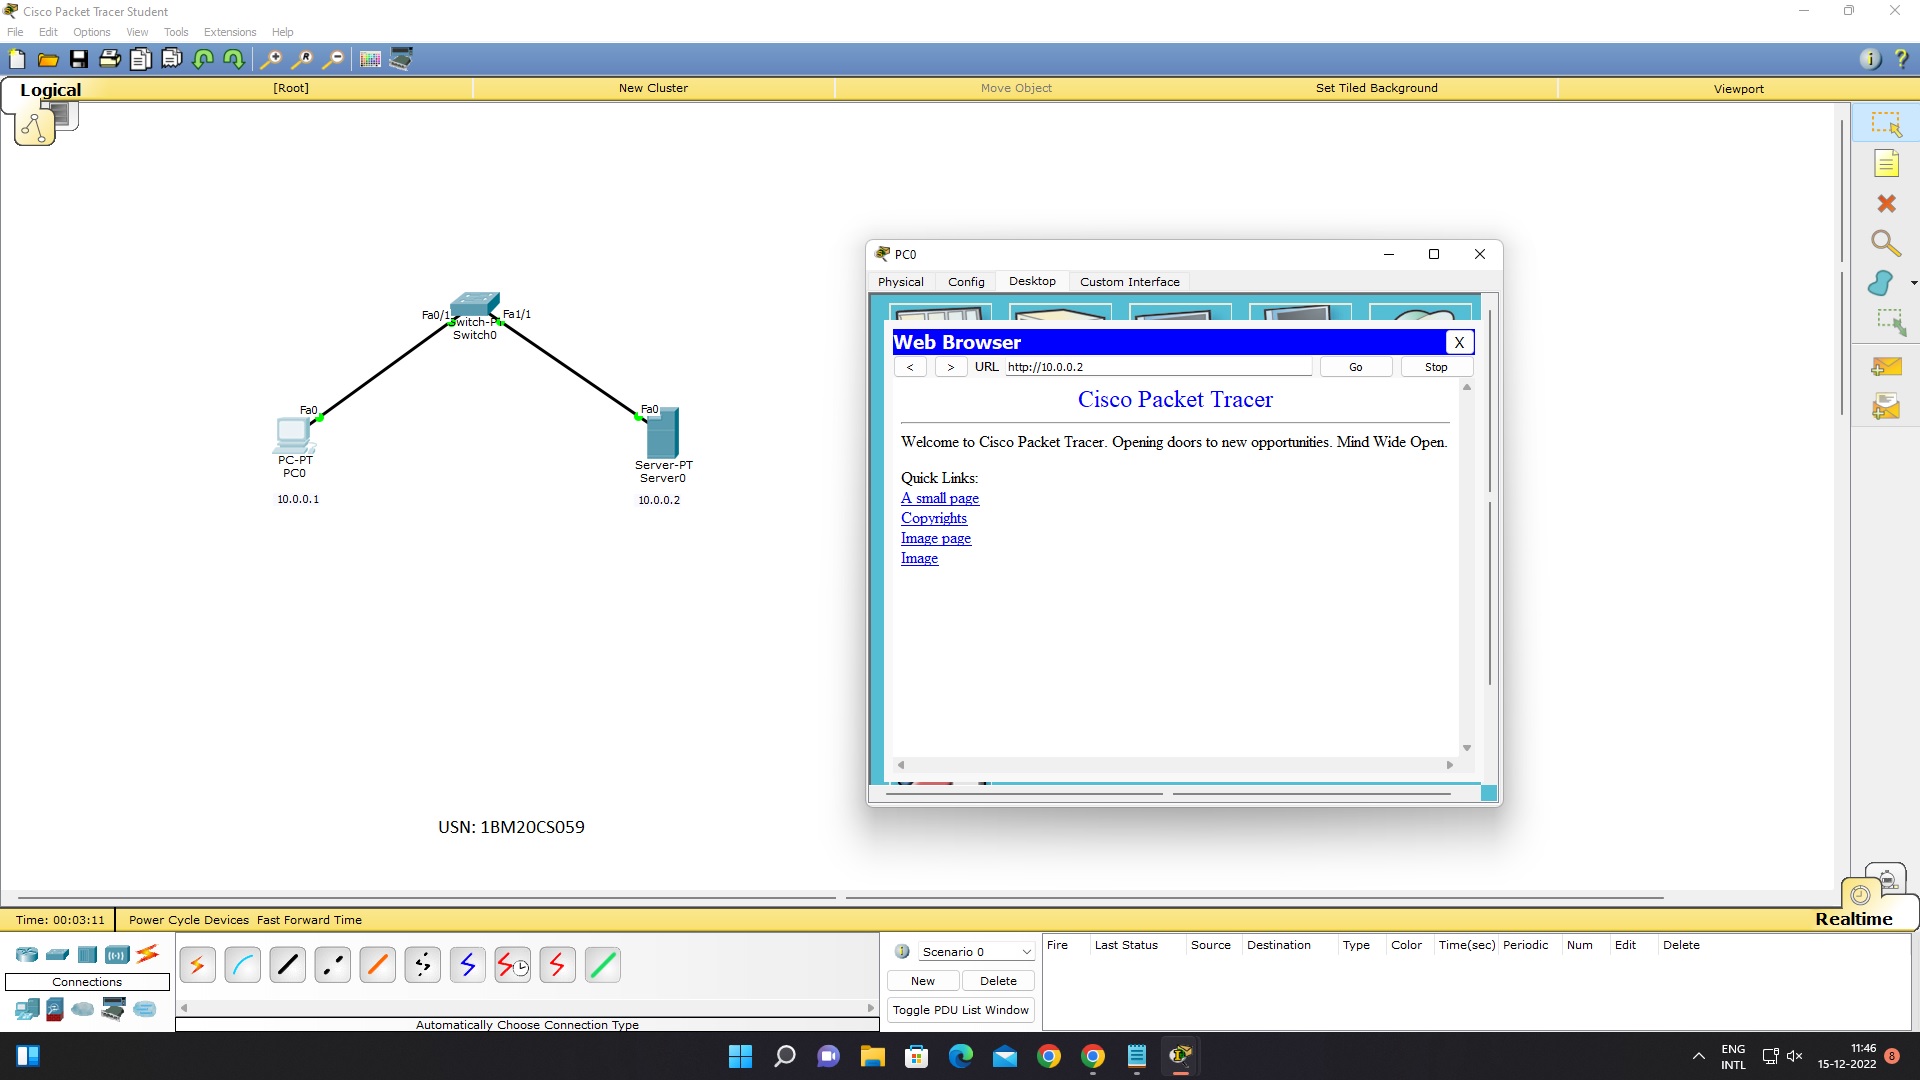 Cisco Packet Tracer Student
File Edit Options View Tools Extensions Help
Logical [Root] New Cluster Move Object Set Tiled Background Viewport
PC0
Physical Config Desktop Custom Interface
Web Browser X
< > URL http://10.0.0.2 Go Stop
Cisco Packet Tracer
Welcome to Cisco Packet Tracer. Opening doors to new opportunities. Mind Wide Open.
Quick Links:
A small page
Copyrights
Image page
Image
Fa0/1 Fa1/1
Switch-P
Switch0
Fa0 Fa0
PC-PT
PC0
10.0.0.1
Server-PT
Server0
10.0.0.2
USN: 1BM20CS059
Time: 00:03:11 Power Cycle Devices Fast Forward Time
Realtime
Connections
Automatically Choose Connection Type
Scenario 0
New Delete
Toggle PDU List Window
Fire Last Status Source Destination Type Color Time(sec) Periodic Num Edit Delete
ENG
INTL
11:46
15-12-2022
8